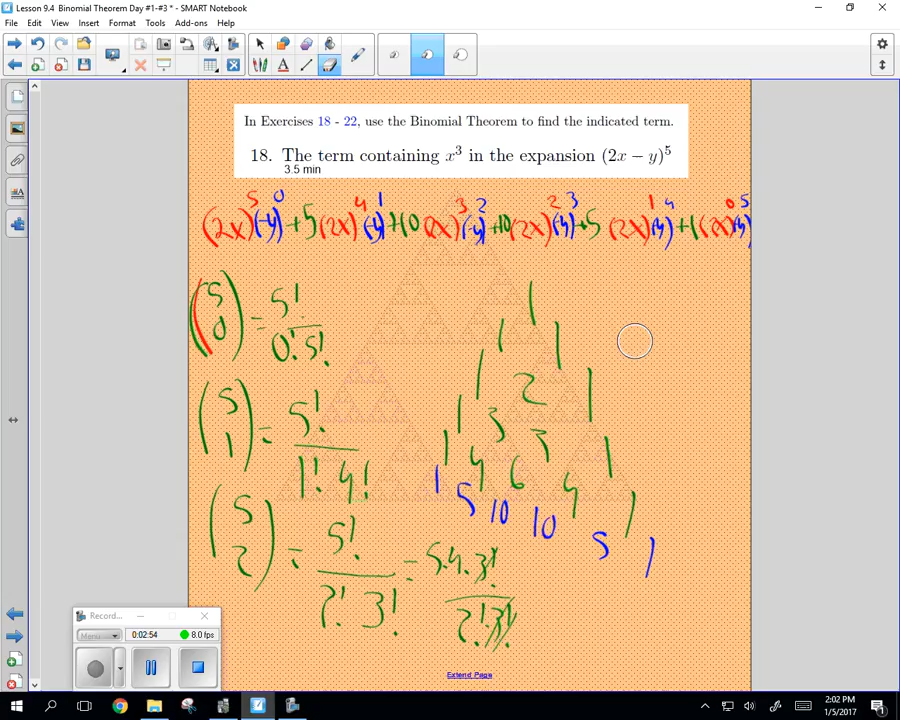 Lesson 9.4 Binomial Theorem Day #1-#3 * - SMART Notebook
File Edit View Insert Format Tools Add-ons Help
In Exercises 18 - 22, use the Binomial Theorem to find the indicated term.
18. The term containing x³ in the expansion (2x − y)⁵
3.5 min
(2x)⁵(-y)⁰+5(2x)⁴(-y)¹+10(2x)³(-y)²+10(2x)²(-y)³+5(2x)¹(-y)⁴+1(2x)⁰(-y)⁵
(5 0) = 5!/0!5!
(5 1) = 5!/1!4!
(5 2) = 5!/2!3! = 5.4.3!/2!3!
1
1 1
1 2 1
1 3 3 1
1 4 6 4 1
1 5 10 10 5 1
Record...
Menu 0:02:54 8.0 fps
Extend Page
2:02 PM
1/5/2017